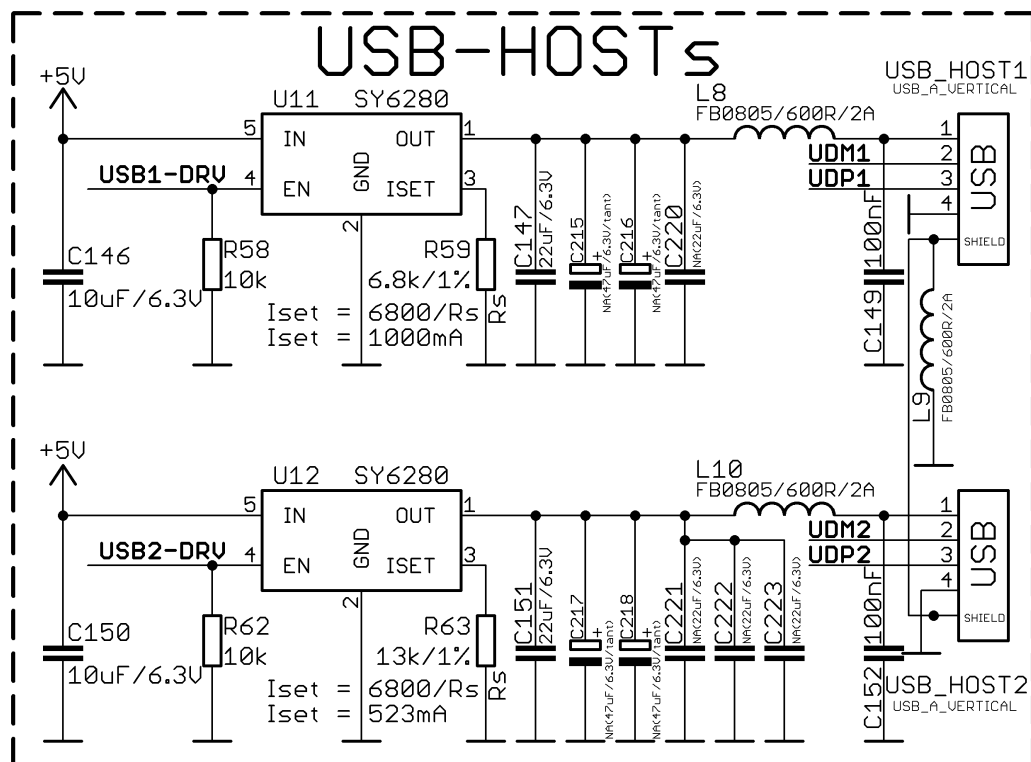 USB-HOSTs
+5V
U11 SY6280
L8
FB0805/600R/2A
USB_HOST1
USB_A_VERTICAL
5 IN OUT 1
USB1-DRV 4 EN GND ISET 3
2
UDM1
UDP1
1
2
3
4
USB
SHIELD
C146
10uF/6.3V
R58
10k
R59
6.8k/1%
Rs
Iset = 6800/Rs
Iset = 1000mA
C147
22uF/6.3V
C215
+
NA(47uF/6.3V/tant)
C216
+
NA(47uF/6.3V/tant)
C220
NA(22uF/6.3V)
C149
100nF
L9
FB0805/600R/2A
+5V
U12 SY6280
L10
FB0805/600R/2A
5 IN OUT 1
USB2-DRV 4 EN GND ISET 3
2
UDM2
UDP2
1
2
3
4
USB
SHIELD
C150
10uF/6.3V
R62
10k
R63
13k/1%
Rs
Iset = 6800/Rs
Iset = 523mA
C151
22uF/6.3V
C217
+
NA(47uF/6.3V/tant)
C218
+
NA(47uF/6.3V/tant)
C221
NA(22uF/6.3V)
C222
NA(22uF/6.3V)
C223
NA(22uF/6.3V)
C152
100nF
USB_HOST2
USB_A_VERTICAL